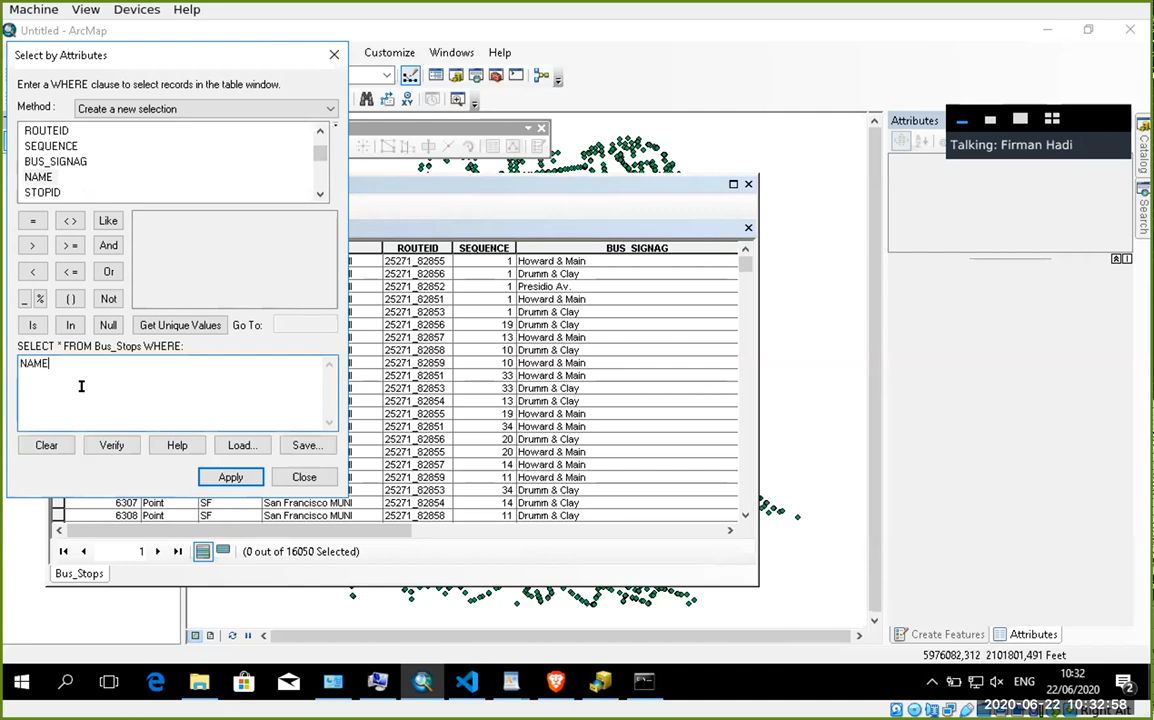 Machine View Devices Help
Untitled - ArcMap
Select by Attributes
Customize Windows Help
Enter a WHERE clause to select records in the table window.
Method : Create a new selection
ROUTEID
SEQUENCE
BUS_SIGNAG
NAME
STOPID
= < > Like
> > = And
< < = Or
_ % ( ) Not
Is In Null Get Unique Values Go To:
SELECT * FROM Bus_Stops WHERE:
NAME
Clear Verify Help Load... Save...
Apply Close
ROUTEID SEQUENCE BUS_SIGNAG
25271_82855 1 Howard & Main
25271_82856 1 Drumm & Clay
25271_82852 1 Presidio Av.
25271_82851 1 Howard & Main
25271_82853 1 Drumm & Clay
25271_82856 19 Drumm & Clay
25271_82857 13 Howard & Main
25271_82858 10 Drumm & Clay
25271_82859 10 Howard & Main
25271_82851 33 Howard & Main
25271_82853 33 Drumm & Clay
25271_82854 13 Drumm & Clay
25271_82855 19 Howard & Main
25271_82851 34 Howard & Main
25271_82856 20 Drumm & Clay
25271_82855 20 Howard & Main
25271_82857 14 Howard & Main
25271_82859 11 Howard & Main
25271_82853 34 Drumm & Clay
6307 Point SF San Francisco MUNI 25271_82854 14 Drumm & Clay
6308 Point SF San Francisco MUNI 25271_82858 11 Drumm & Clay
1 (0 out of 16050 Selected)
Bus_Stops
Attributes
Talking: Firman Hadi
Catalog
Search
Create Features Attributes
5976082,312 2101801,491 Feet
ENG
10:32
22/06/2020
2
2020-06-22 10:32:58